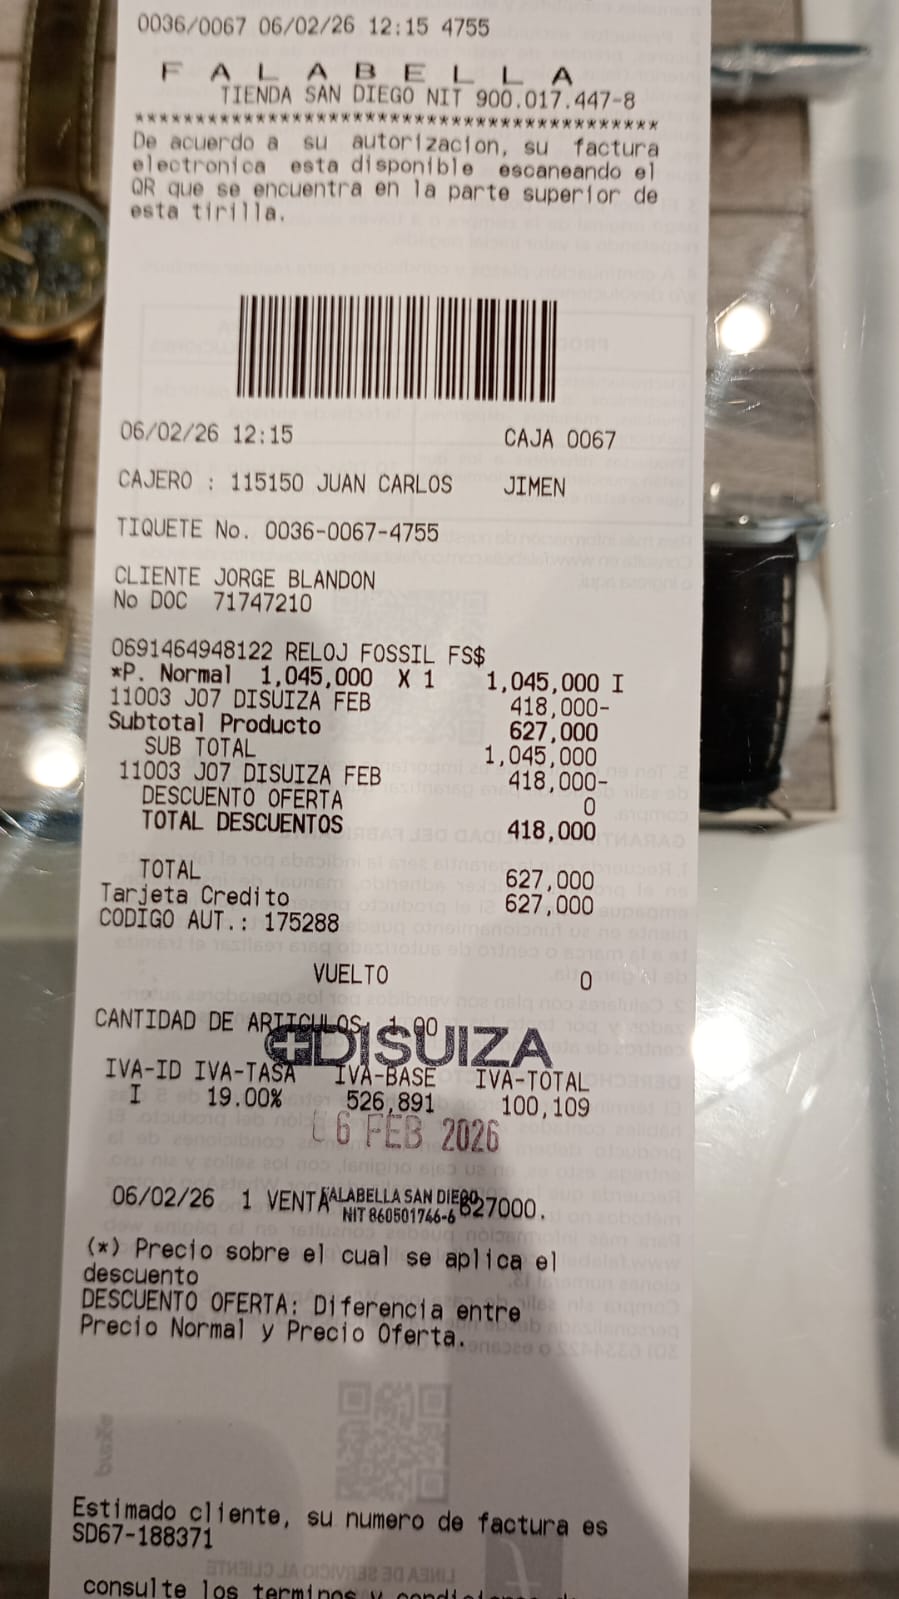 0036/0067 06/02/26 12:15 4755
F A L A B E L L A
TIENDA SAN DIEGO NIT 900.017.447-8
*******************************************
De acuerdo a su autorizacion, su factura
electronica esta disponible escaneando el
QR que se encuentra en la parte superior de
esta tirilla.
06/02/26 12:15 CAJA 0067
CAJERO : 115150 JUAN CARLOS JIMEN
TIQUETE No. 0036-0067-4755
CLIENTE JORGE BLANDON
No DOC 71747210
0691464948122 RELOJ FOSSIL FS$
*P. Normal 1,045,000 X 1 1,045,000 I
11003 J07 DISUIZA FEB 418,000-
Subtotal Producto 627,000
SUB TOTAL 1,045,000
11003 J07 DISUIZA FEB 418,000-
DESCUENTO OFERTA 0
TOTAL DESCUENTOS 418,000
TOTAL 627,000
Tarjeta Credito 627,000
CODIGO AUT.: 175288
VUELTO 0
CANTIDAD DE ARTICULOS: 1.00
DISUIZA
IVA-ID IVA-TASA IVA-BASE IVA-TOTAL
I 19.00% 526,891 100,109
06 FEB 2026
06/02/26 1 VENTA 627000.
FALABELLA SAN DIEGO
NIT 860501746-6
(*) Precio sobre el cual se aplica el
descuento
DESCUENTO OFERTA: Diferencia entre
Precio Normal y Precio Oferta.
Estimado cliente, su numero de factura es
SD67-188371
consulte los terminos y